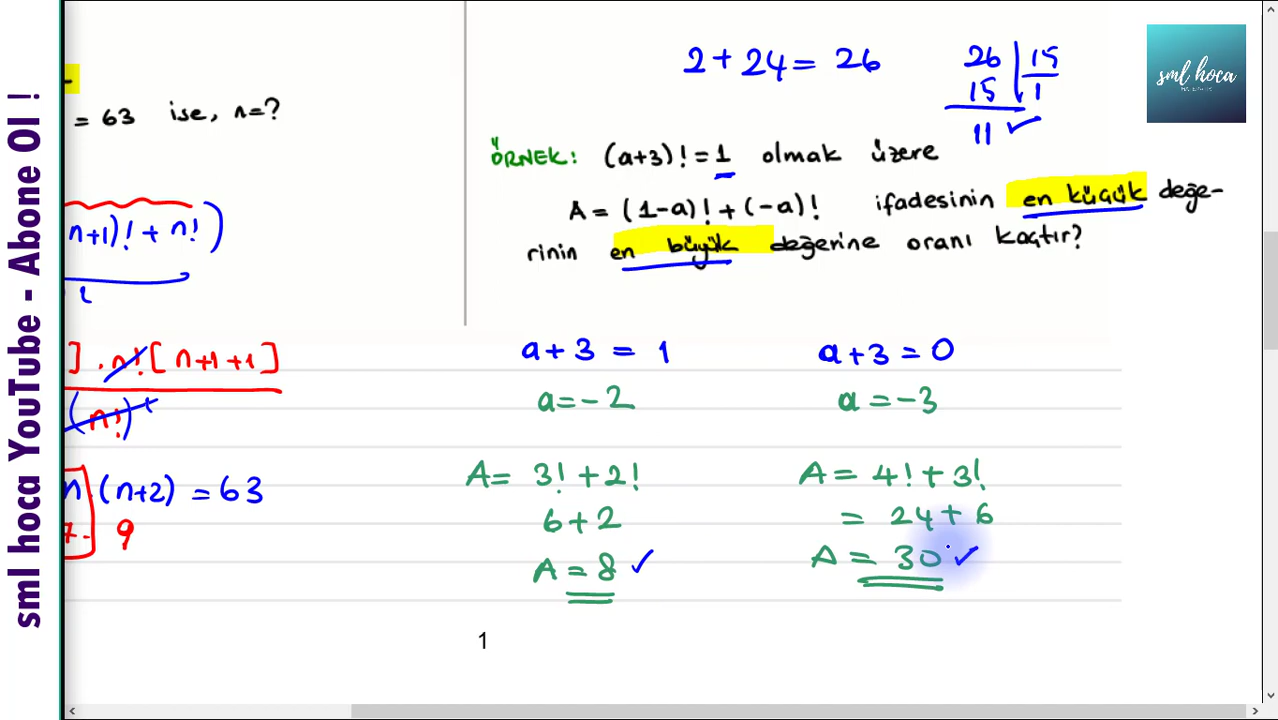 sml hoca YouTube - Abone Ol !
= 63 ise, n=?
n+1)! + n!)
] . n! [ n+1+1 ]
(n!)
n.(n+2) = 63
7. 9
2 + 24 = 26
26 15
15 1
11 ✓
sml hoca
ÖRNEK: (a+3)! = 1 olmak üzere
A = (1-a)! + (-a)! ifadesinin en küçük değe-
rinin en büyük değerine oranı kaçtır?
a+3 = 1
a = -2
A = 3! + 2!
6 + 2
A = 8 ✓
a+3 = 0
a = -3
A = 4! + 3!
= 24 + 6
A = 30 ✓
1